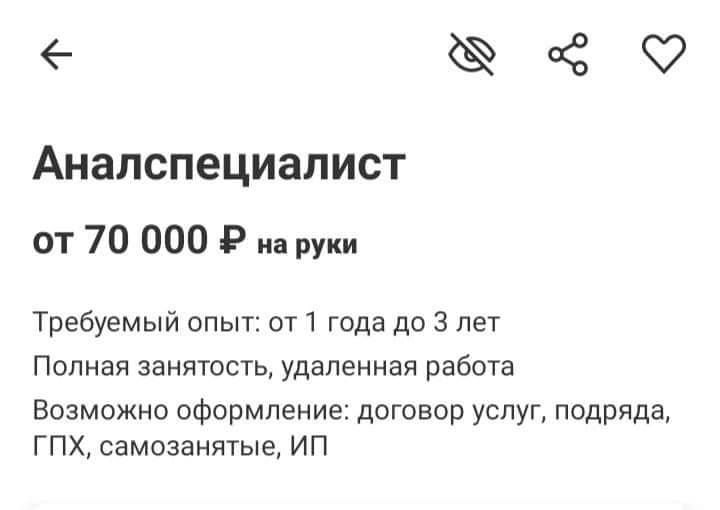 Аналспециалист
от 70 000 ₽ на руки
Требуемый опыт: от 1 года до 3 лет
Полная занятость, удаленная работа
Возможно оформление: договор услуг, подряда,
ГПХ, самозанятые, ИП